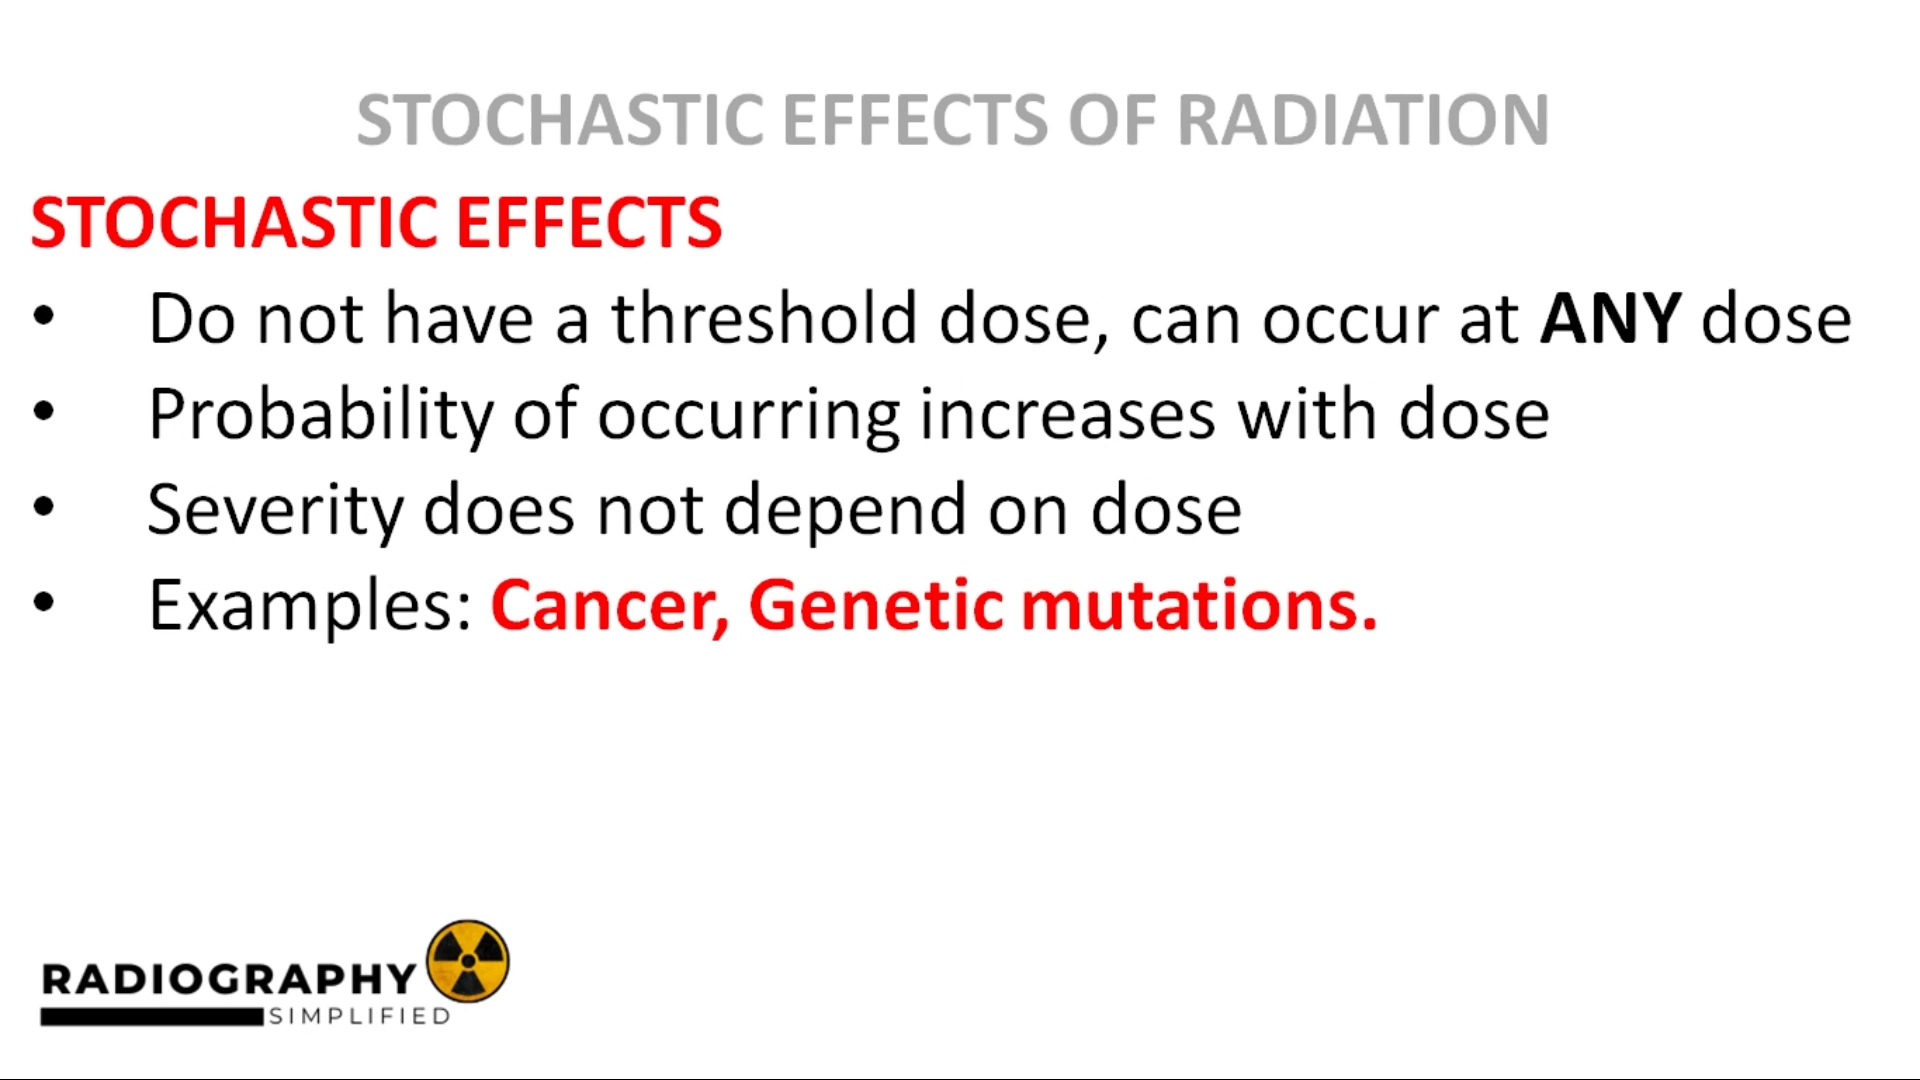 STOCHASTIC EFFECTS OF RADIATION
STOCHASTIC EFFECTS
• Do not have a threshold dose, can occur at ANY dose
• Probability of occurring increases with dose
• Severity does not depend on dose
• Examples: Cancer, Genetic mutations.
RADIOGRAPHY
SIMPLIFIED